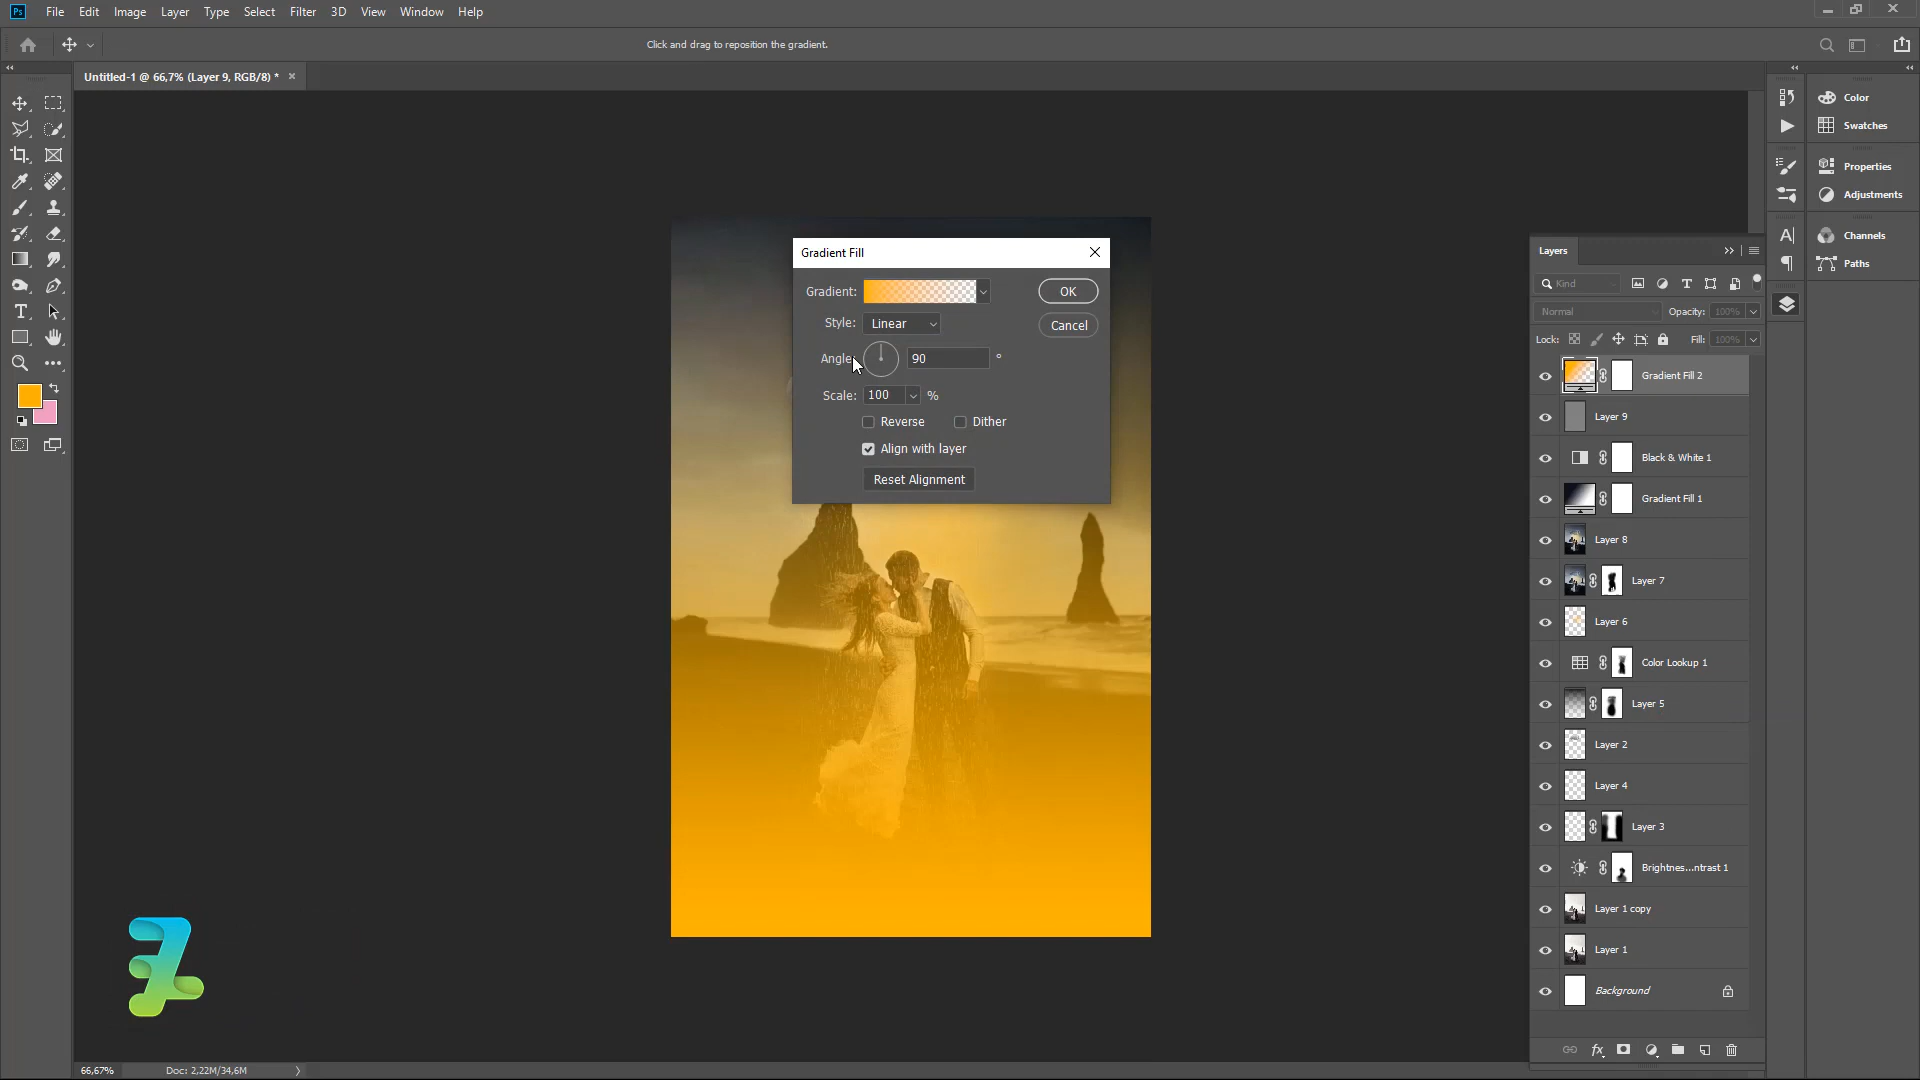 Ps File Edit Image Layer Type Select Filter 3D View Window Help
Click and drag to reposition the gradient.
Untitled-1 @ 66,7% (Layer 9, RGB/8) *
Color
Swatches
Properties
Adjustments
Channels
Paths
Gradient Fill
Gradient:
OK
Style: Linear
Cancel
Angle: 90 °
Scale: 100 %
Reverse Dither
Align with layer
Reset Alignment
Layers
Kind
Normal Opacity: 100%
Lock: Fill: 100%
Gradient Fill 2
Layer 9
Black & White 1
Gradient Fill 1
Layer 8
Layer 7
Layer 6
Color Lookup 1
Layer 5
Layer 2
Layer 4
Layer 3
Brightnes...ntrast 1
Layer 1 copy
Layer 1
Background
fx
66,67% Doc: 2,22M/34,6M